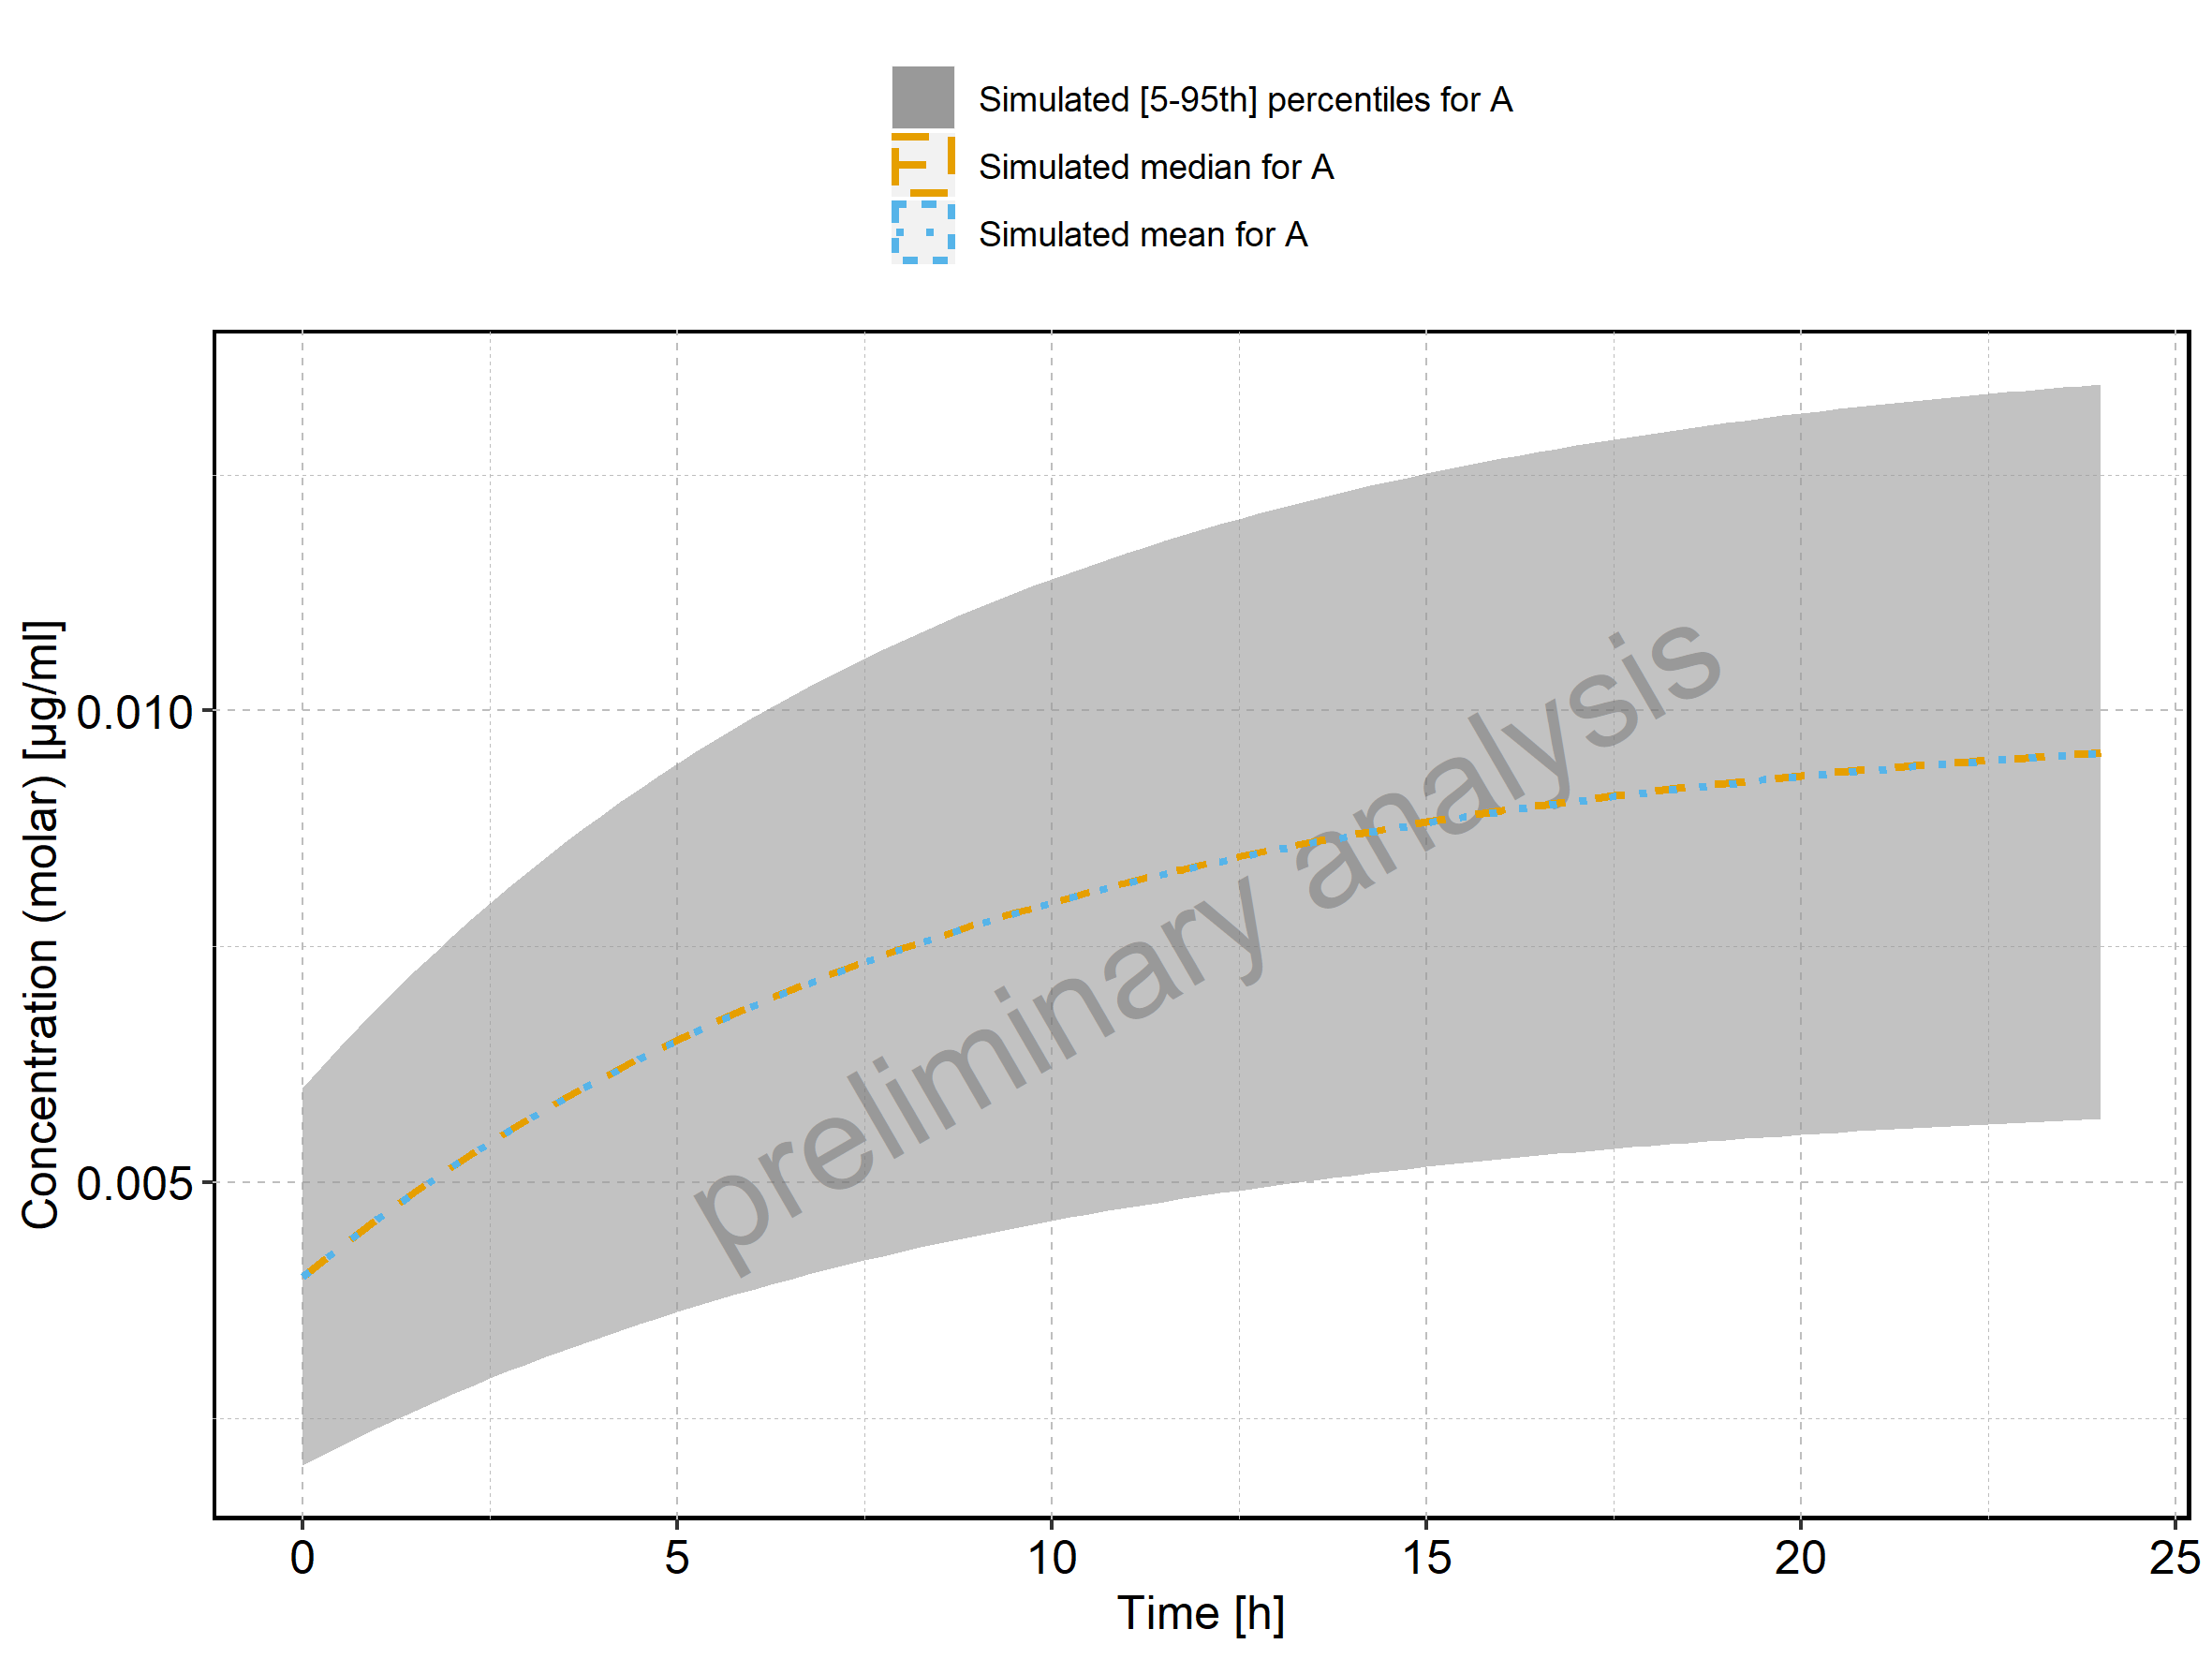 Simulated [5-95th] percentiles for A
Simulated median for A
Simulated mean for A
Concentration (molar) [µg/ml]
0.010
0.005
preliminary analysis
0 5 10 15 20 25
Time [h]